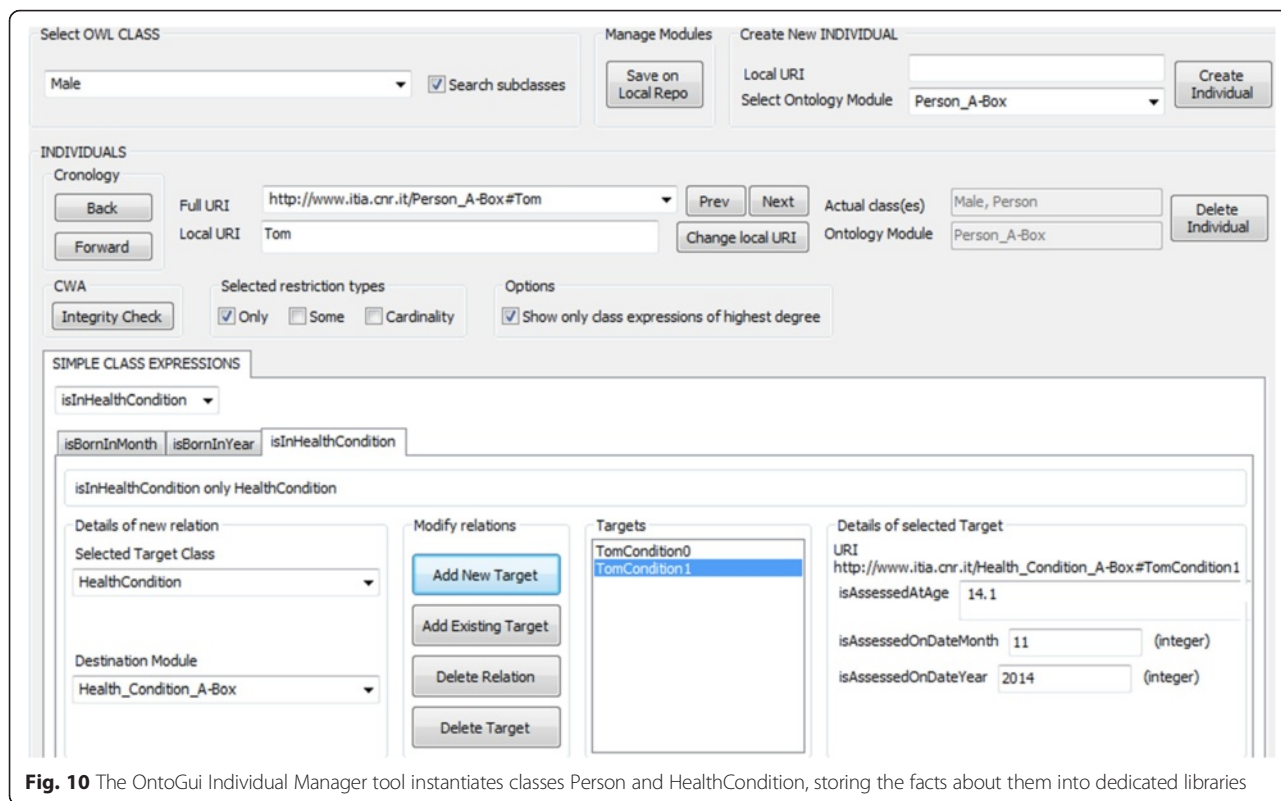 Select OWL CLASS
Male
Search subclasses
Manage Modules
Save on
Local Repo
Create New INDIVIDUAL
Local URI
Select Ontology Module Person_A-Box
Create
Individual
INDIVIDUALS
Cronology
Back
Forward
Full URI http://www.itia.cnr.it/Person_A-Box#Tom
Prev Next
Local URI Tom
Change local URI
Actual class(es) Male, Person
Ontology Module Person_A-Box
Delete
Individual
CWA
Integrity Check
Selected restriction types
Only Some Cardinality
Options
Show only class expressions of highest degree
SIMPLE CLASS EXPRESSIONS
isInHealthCondition
isBornInMonth isBornInYear isInHealthCondition
isInHealthCondition only HealthCondition
Details of new relation
Selected Target Class
HealthCondition
Destination Module
Health_Condition_A-Box
Modify relations
Add New Target
Add Existing Target
Delete Relation
Delete Target
Targets
TomCondition0
TomCondition1
Details of selected Target
URI
http://www.itia.cnr.it/Health_Condition_A-Box#TomCondition1
isAssessedAtAge 14.1
isAssessedOnDateMonth 11 (integer)
isAssessedOnDateYear 2014 (integer)
Fig. 10 The OntoGui Individual Manager tool instantiates classes Person and HealthCondition, storing the facts about them into dedicated libraries